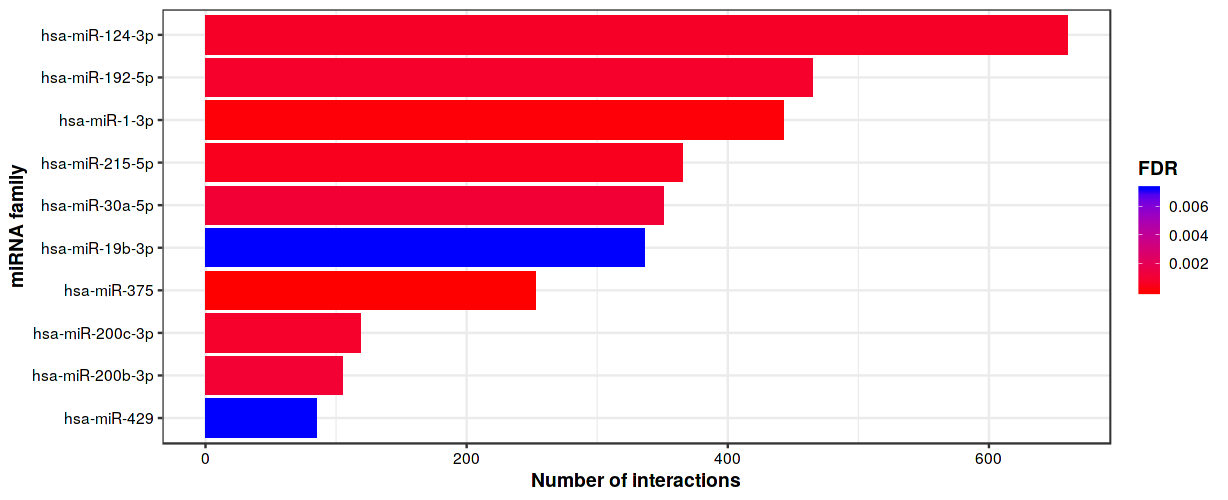 hsa-miR-124-3p
hsa-miR-192-5p
hsa-miR-1-3p
hsa-miR-215-5p
hsa-miR-30a-5p
hsa-miR-19b-3p
hsa-miR-375
hsa-miR-200c-3p
hsa-miR-200b-3p
hsa-miR-429
miRNA family
0 200 400 600
Number of interactions
FDR
0.006
0.004
0.002